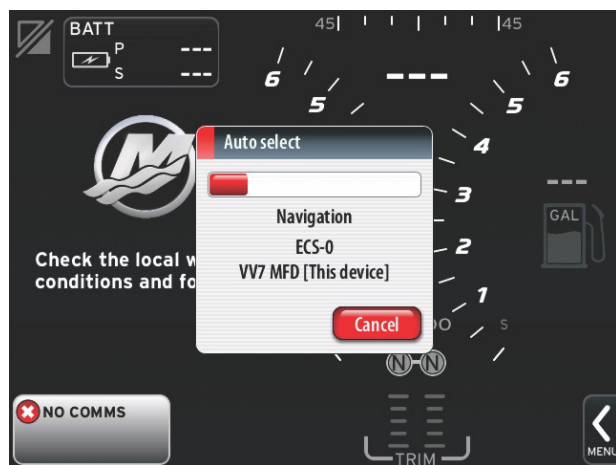 BATT
P ---
S ---
45 45
---
6 6
5 5
4
3
2
1
Auto select
Navigation
ECS-0
VV7 MFD [This device]
Cancel
Check the local w
conditions and fo
---
GAL
OO S
N N
NO COMMS
TRIM
MENU